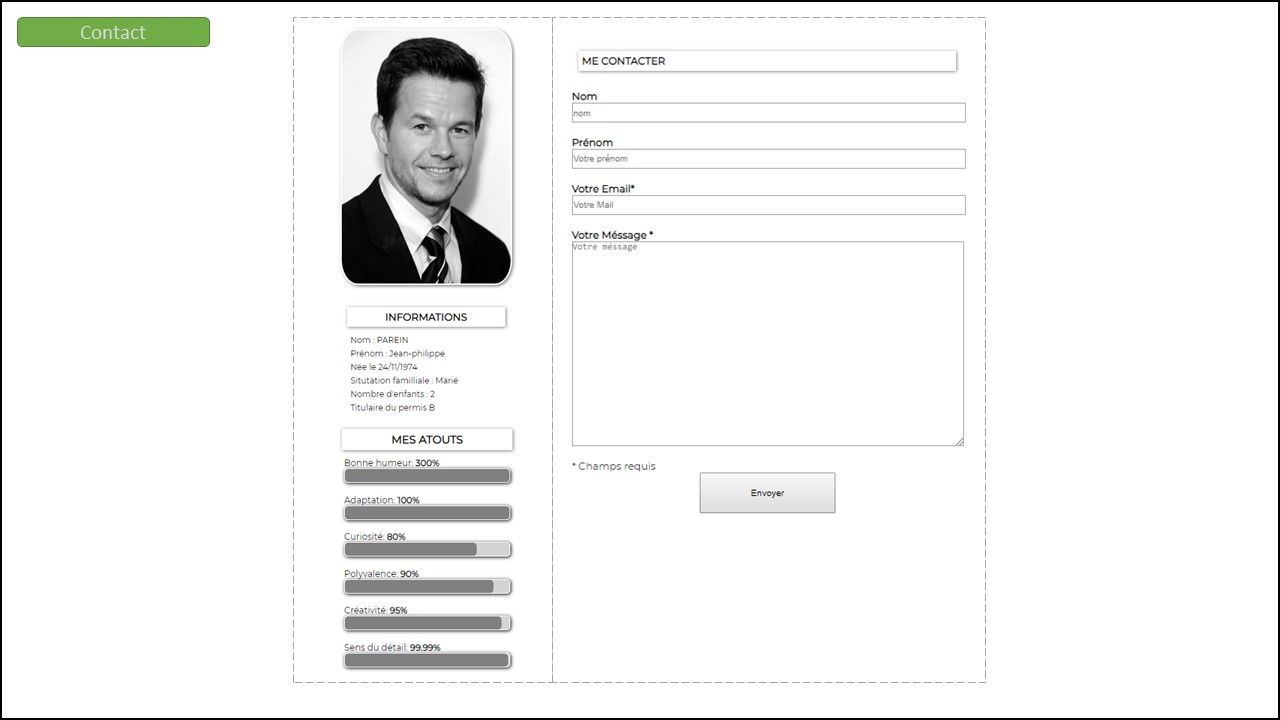 Contact
INFORMATIONS
Nom : PAREIN
Prénom : Jean-philippe
Née le 24/11/1974
Situtation familliale : Marié
Nombre d'enfants : 2
Titulaire du permis B
MES ATOUTS
Bonne humeur: 300%
Adaptation: 100%
Curiosité: 80%
Polyvalence: 90%
Créativité: 95%
Sens du détail: 99.99%
ME CONTACTER
Nom
nom
Prénom
Votre prénom
Votre Email*
Votre Mail
Votre Méssage *
Votre méssage
* Champs requis
Envoyer